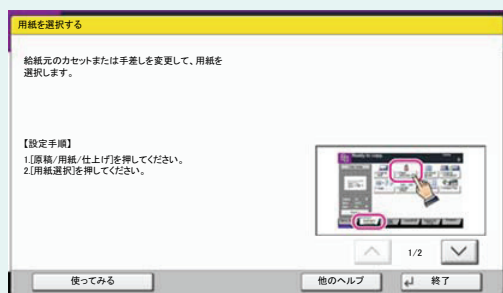 用紙を選択する
給紙元のカセットまたは手差しを変更して、用紙を
選択します。
【設定手順】
1.[原稿/用紙/仕上げ]を押してください。
2.[用紙選択]を押してください。
Ready to copy.
1/2
使ってみる
他のヘルプ
終了